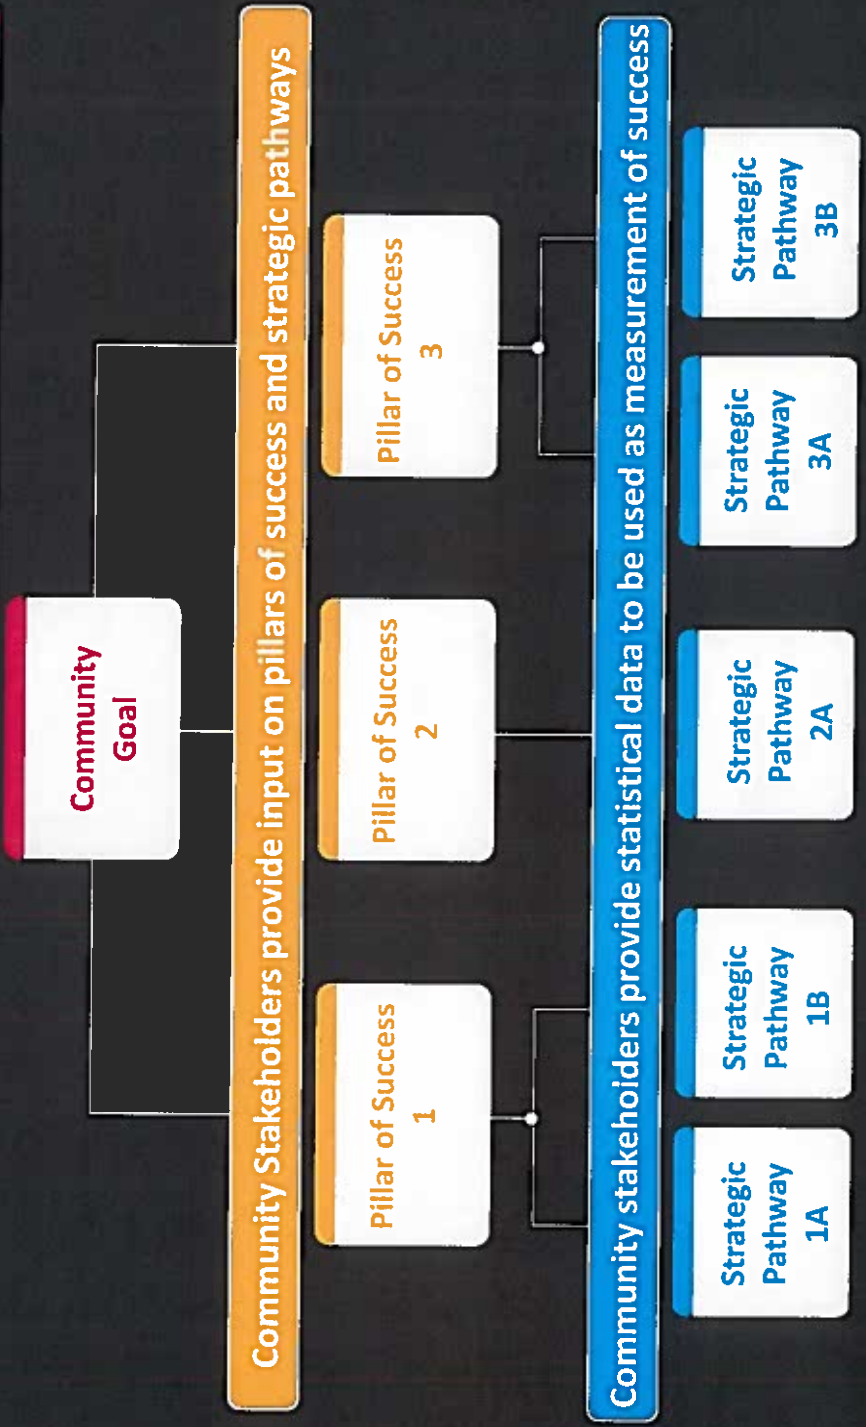 Community
Goal
Community Stakeholders provide input on pillars of success and strategic pathways
Pillar of Success
1
Pillar of Success
2
Pillar of Success
3
Community stakeholders provide statistical data to be used as measurement of success
Strategic
Pathway
1A
Strategic
Pathway
1B
Strategic
Pathway
2A
Strategic
Pathway
3A
Strategic
Pathway
3B